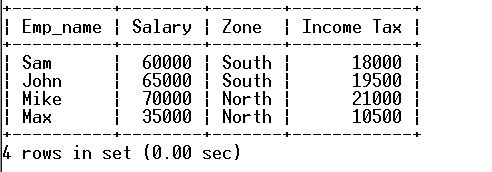 +----------+--------+-------+------------+
| Emp_name | Salary | Zone  | Income Tax |
+----------+--------+-------+------------+
| Sam      |  60000 | South |      18000 |
| John     |  65000 | South |      19500 |
| Mike     |  70000 | North |      21000 |
| Max      |  35000 | North |      10500 |
+----------+--------+-------+------------+
4 rows in set (0.00 sec)